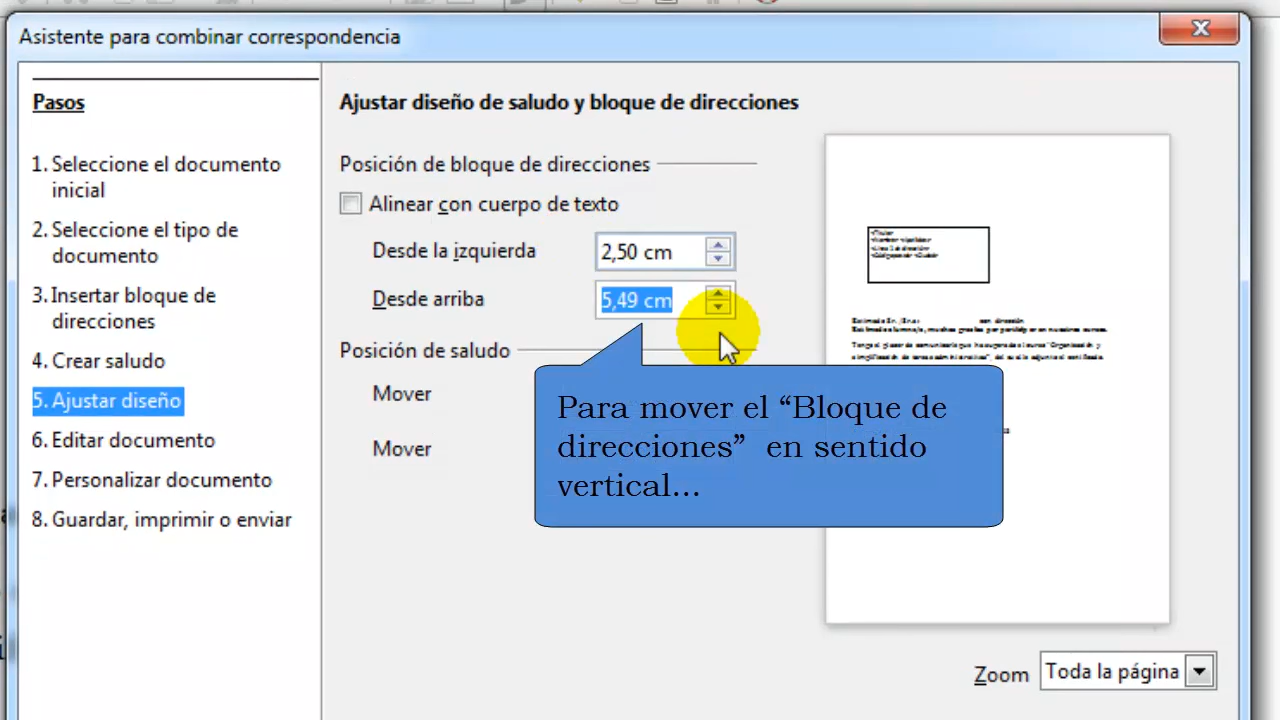 Asistente para combinar correspondencia
Pasos
1. Seleccione el documento
inicial
2. Seleccione el tipo de
documento
3. Insertar bloque de
direcciones
4. Crear saludo
5. Ajustar diseño
6. Editar documento
7. Personalizar documento
8. Guardar, imprimir o enviar
Ajustar diseño de saludo y bloque de direcciones
Posición de bloque de direcciones
Alinear con cuerpo de texto
Desde la izquierda
2,50 cm
Desde arriba
5,49 cm
Posición de saludo
Mover
Mover
Para mover el “Bloque de
direcciones” en sentido
vertical...
Zoom
Toda la página